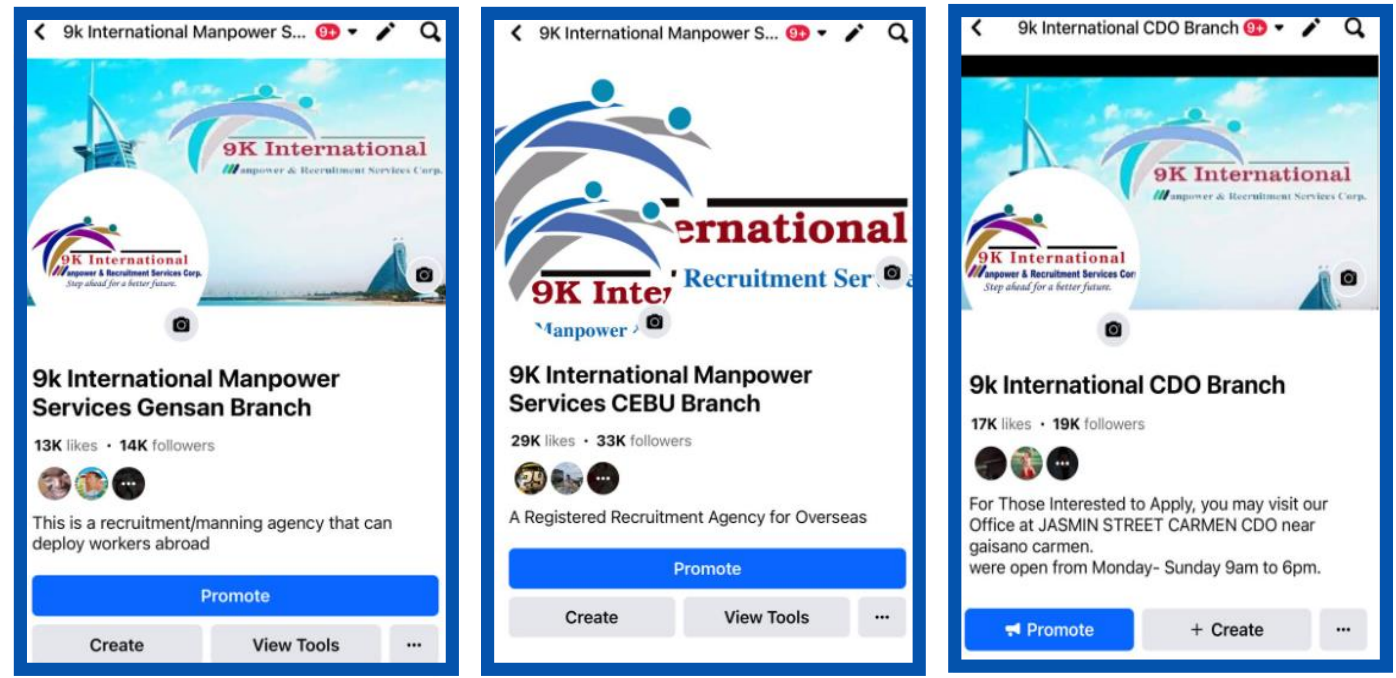 9k International Manpower S... 9+
9K International
Manpower & Recruitment Services Corp.
9K International
Manpower & Recruitment Services Corp.
Step ahead for a better future.
9k International Manpower
Services Gensan Branch
13K likes • 14K followers
This is a recruitment/manning agency that can
deploy workers abroad
Promote
Create View Tools
9K International Manpower S... 9+
ernational
Recruitment Ser
9K Inter
Manpower
9K International Manpower
Services CEBU Branch
29K likes • 33K followers
A Registered Recruitment Agency for Overseas
Promote
Create View Tools
9k International CDO Branch 9+
9K International
Manpower & Recruitment Services Corp.
9K International
Manpower & Recruitment Services Cor
Step ahead for a better future.
9k International CDO Branch
17K likes • 19K followers
For Those Interested to Apply, you may visit our
Office at JASMIN STREET CARMEN CDO near
gaisano carmen.
were open from Monday- Sunday 9am to 6pm.
Promote + Create